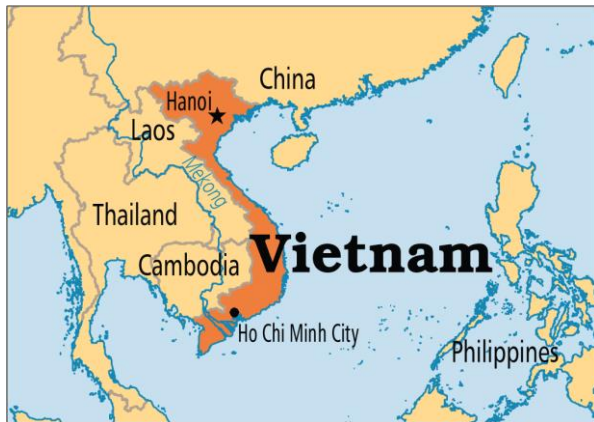 China
Hanoi
Laos
Mekong
Thailand
Vietnam
Cambodia
Ho Chi Minh City
Philippines